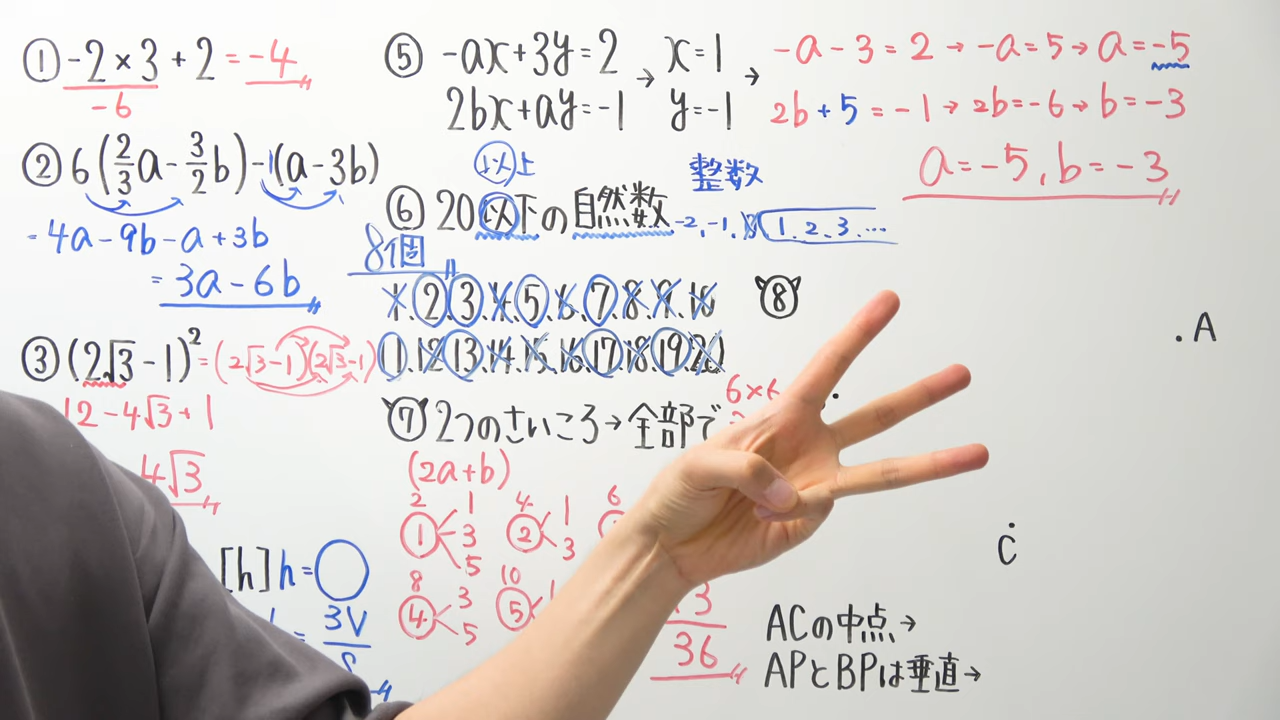 ① -2×3+2=-4
-6
② 6(2/3a-3/2b)-1(a-3b)
=4a-9b-a+3b
=3a-6b
③ (2√3-1)²=(2√3-1)(2√3-1)
12-4√3+1
4√3
[h] h=
= 3V
⑤ -ax+3y=2 → x=1 → -a-3=2→-a=5→a=-5
2bx+ay=-1 y=-1 2b+5=-1→2b=-6→b=-3
a=-5, b=-3
以上 整数
⑥ 20以下の自然数 -2,-1,0 1.2.3.…
8個
1.2.3.4.5.6.7.8.9.10
11.12.13.14.15.16.17.18.19.20
⑦ 2つのさいころ→全部で 6×6
(2a+b)
2 1 4 1 6
① 3 ② 3
5
8 3 10 1
④ 5 ⑤
13
36
⑧
.A
C
ACの中点→
APとBPは垂直→